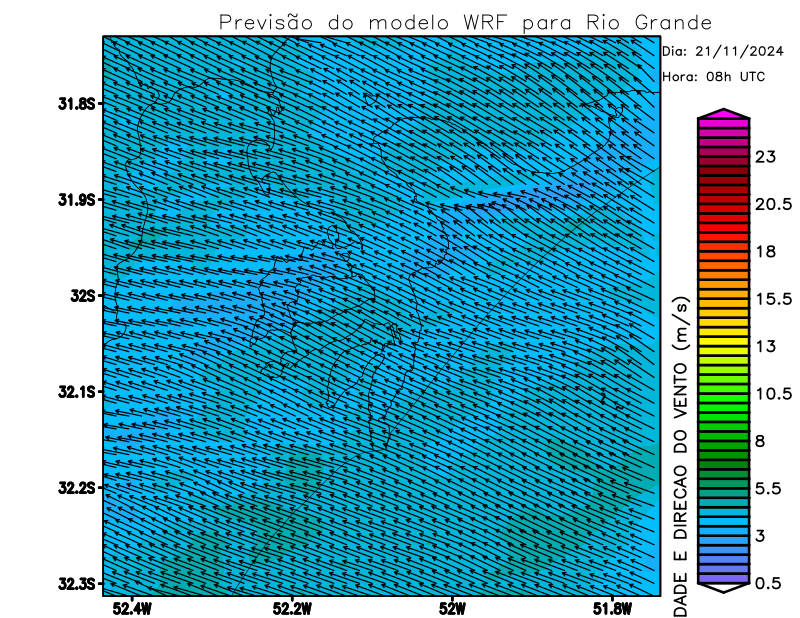 Previsão do modelo WRF para Rio Grande
Dia: 21/11/2024
Hora: 08h UTC
31.8S
31.9S
32S
32.1S
32.2S
32.3S
52.4W
52.2W
52W
51.8W
DADE E DIRECAO DO VENTO (m/s)
23
20.5
18
15.5
13
10.5
8
5.5
3
0.5